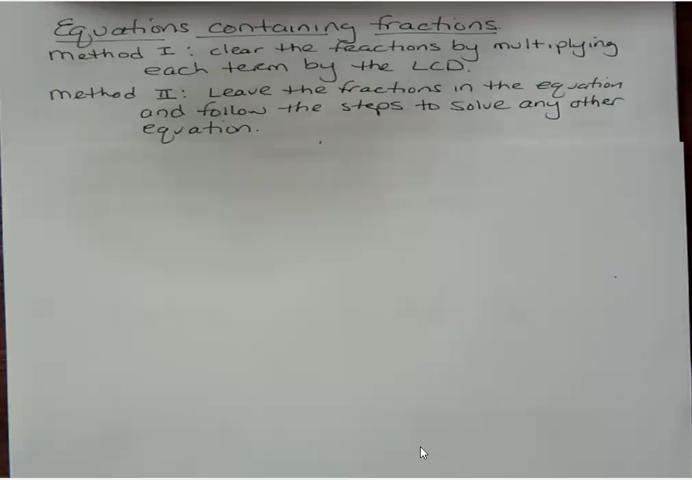 Equations containing fractions.
method I: clear the fractions by multiplying
each term by the LCD.
method II: Leave the fractions in the equation
and follow the steps to solve any other
equation.